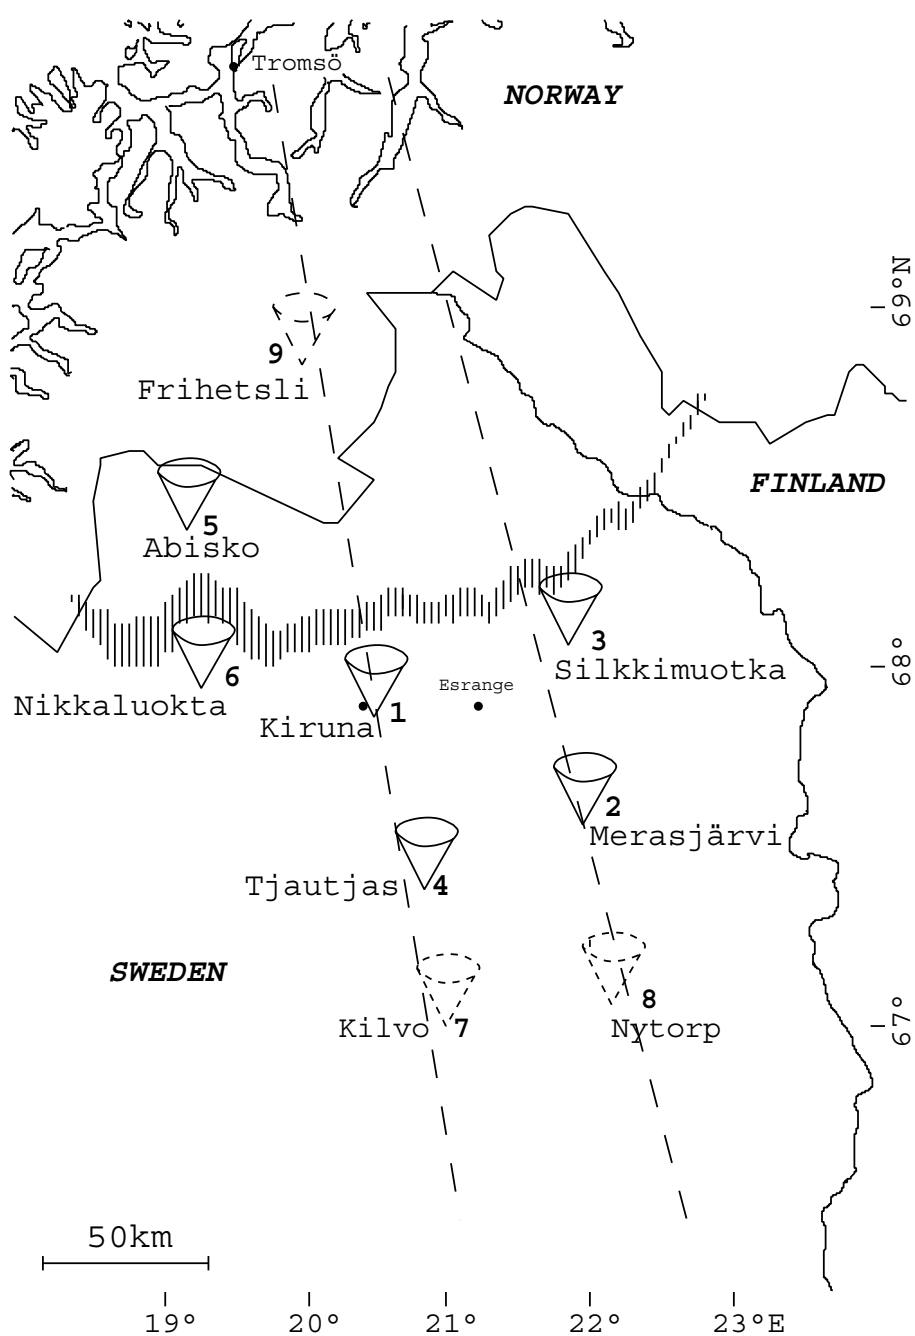 Tromsö
NORWAY
69°N
9
Frihetsli
FINLAND
5
Abisko
3
Silkkimuotka
68°
6
Nikkaluokta
Esrange
1
Kiruna
2
Merasjärvi
4
Tjautjas
SWEDEN
8
Nytorp
7
Kilvo
67°
50km
19° 20° 21° 22° 23°E